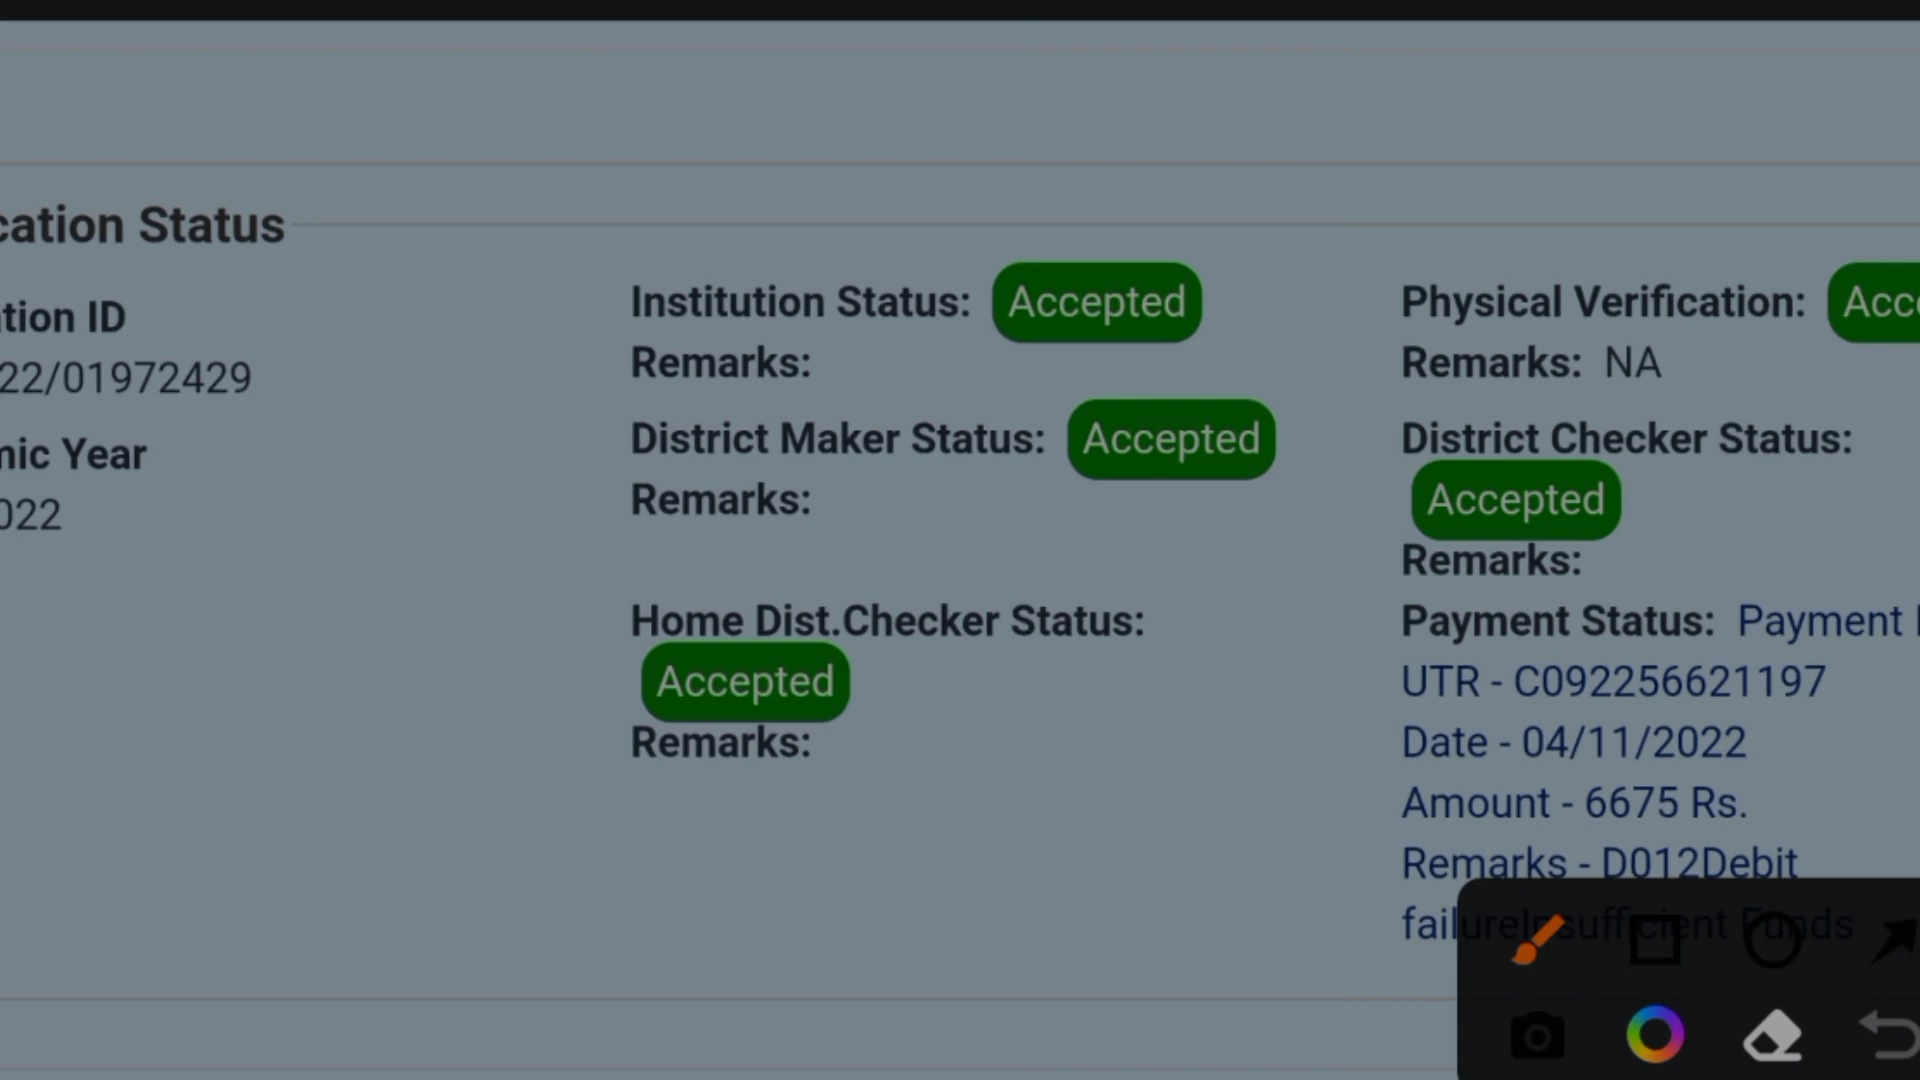 cation Status
tion ID
22/01972429
mic Year
022
Institution Status: Accepted
Remarks:
District Maker Status: Accepted
Remarks:
Home Dist.Checker Status:
Accepted
Remarks:
Physical Verification: Acc
Remarks: NA
District Checker Status:
Accepted
Remarks:
Payment Status: Payment
UTR - C092256621197
Date - 04/11/2022
Amount - 6675 Rs.
Remarks - D012Debit
failureInsufficient Funds